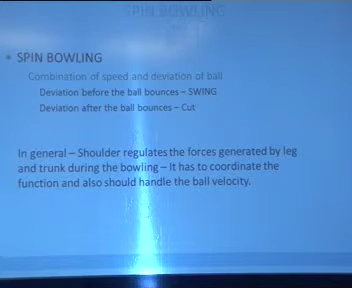 SPIN BOWLING
SPIN BOWLING
Combination of speed and deviation of ball
Deviation before the ball bounces – SWING
Deviation after the ball bounces – Cut
In general – Shoulder regulates the forces generated by leg
and trunk during the bowling – It has to coordinate the
function and also should handle the ball velocity.